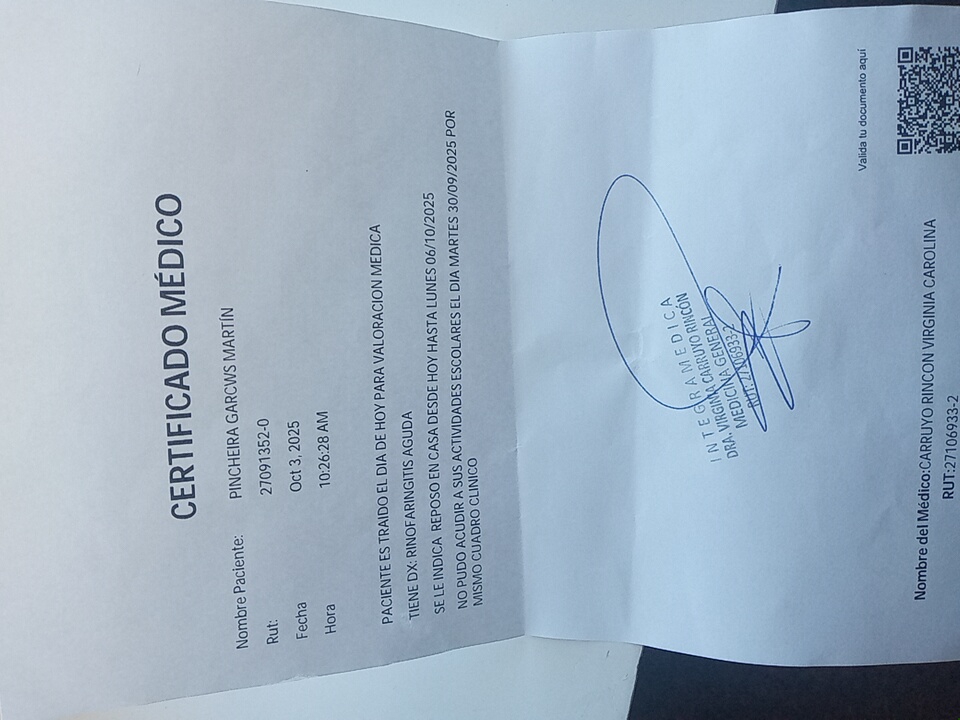 CERTIFICADO MÉDICO
Nombre Paciente: PINCHEIRA GARCWS MARTÍN
Rut: 27091352-0
Fecha Oct 3, 2025
Hora 10:26:28 AM
PACIENTE ES TRAIDO EL DIA DE HOY PARA VALORACION MEDICA
TIENE DX: RINOFARINGITIS AGUDA
SE LE INDICA REPOSO EN CASA DESDE HOY HASTA LUNES 06/10/2025
NO PUDO ACUDIR A SUS ACTIVIDADES ESCOLARES EL DIA MARTES 30/09/2025 POR
MISMO CUADRO CLINICO
INTEGRAMEDICA
DRA. VIRGINIA CARRUYO RINCÓN
MEDICINA GENERAL
RUT: 27106933-2
Valida tu documento aquí
Nombre del Médico:CARRUYO RINCON VIRGINIA CAROLINA
RUT:27106933-2